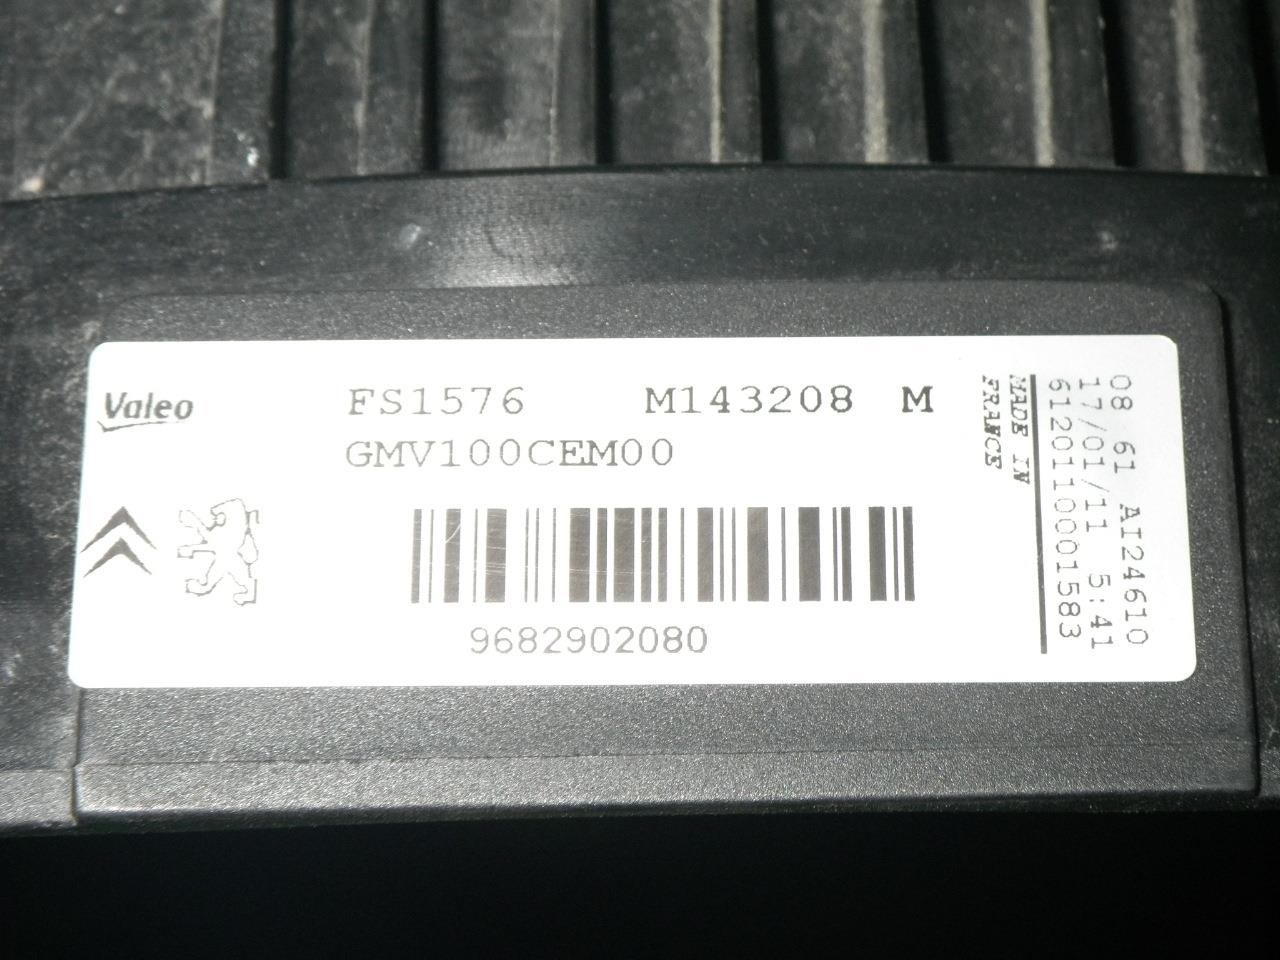 Valeo
FS1576 M143208 M
GMV100CEM00
9682902080
MADE IN
FRANCE
08 61 AI24610
17/01/11 5:41
6120110001583